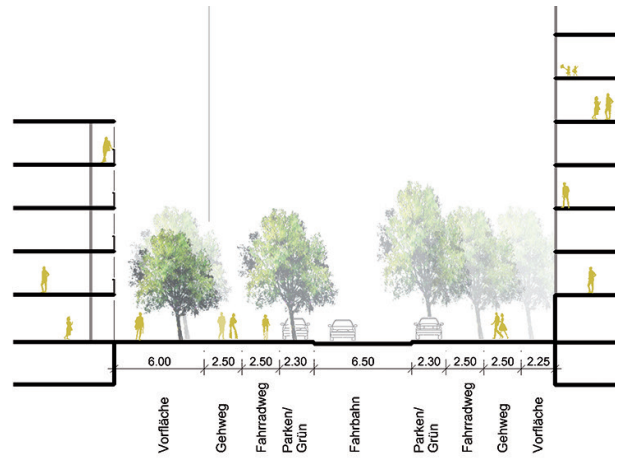 6.00 2.50 2.50 2.30 6.50 2.30 2.50 2.50 2.25
Vorfläche
Gehweg
Fahrradweg
Parken/
Grün
Fahrbahn
Parken/
Grün
Fahrradweg
Gehweg
Vorfläche